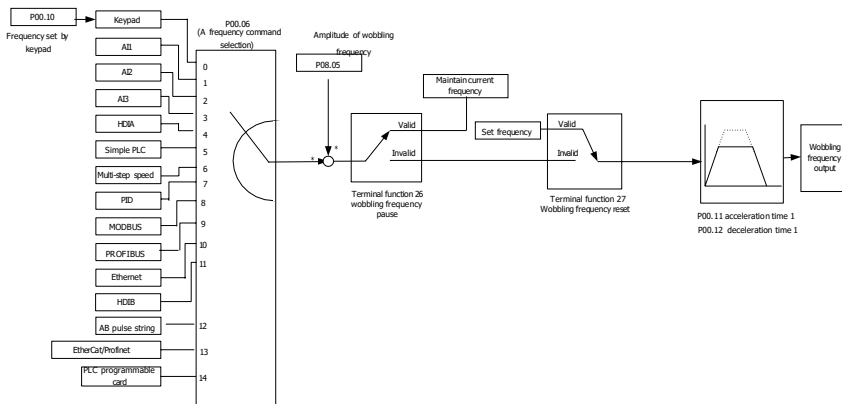 P00.10
Frequency set by
keypad
Keypad
AI1
AI2
AI3
HDIA
Simple PLC
Multi-step speed
PID
MODBUS
PROFIBUS
Ethernet
HDIB
AB pulse string
EtherCat/Profinet
PLC programmable
card
P00.06
(A frequency command
selection)
0
1
2
3
4
5
6
7
8
9
10
11
12
13
14
Amplitude of wobbling
frequency
P08.05
*
*
Maintain current
frequency
Valid
Invalid
Terminal function 26
wobbling frequency
pause
Set frequency
Valid
Invalid
Terminal function 27
Wobbling frequency reset
P00.11 acceleration time 1
P00.12 deceleration time 1
Wobbling
frequency
output